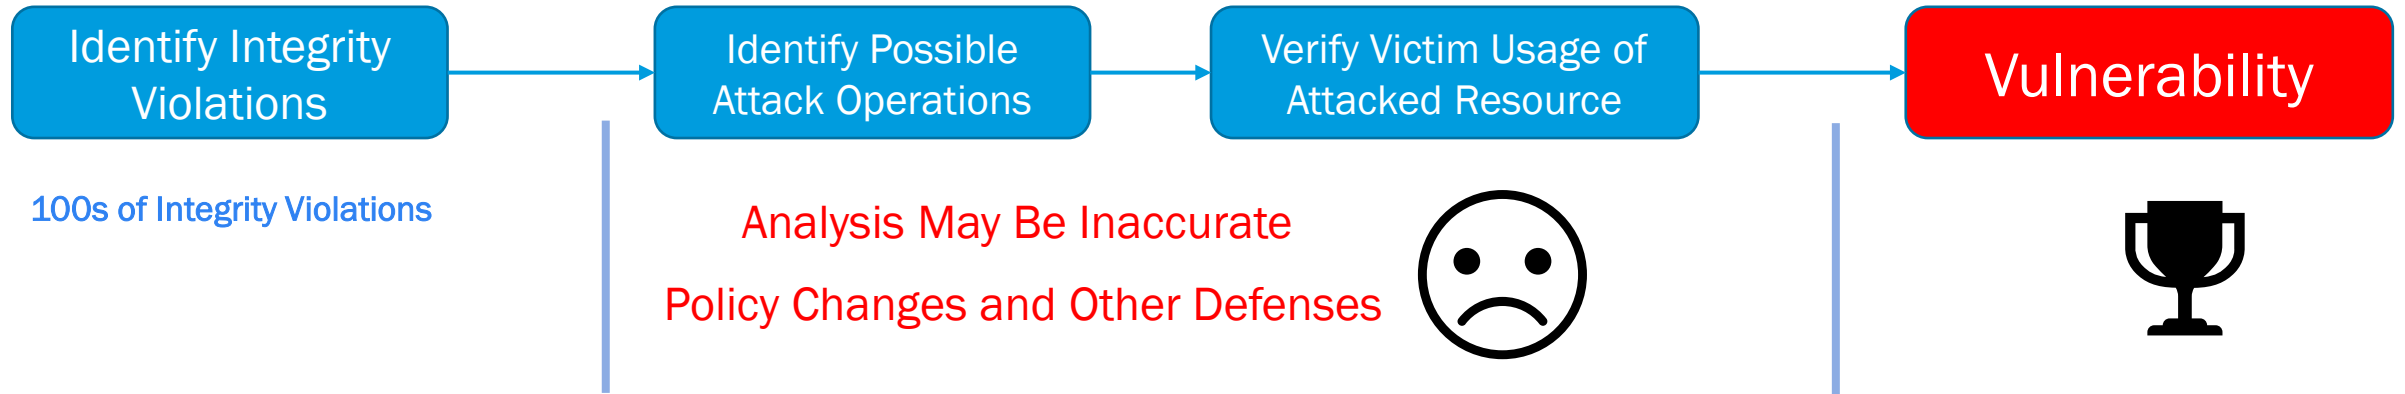 Identify Integrity
Violations
Identify Possible
Attack Operations
Verify Victim Usage of
Attacked Resource
Vulnerability
100s of Integrity Violations
Analysis May Be Inaccurate
Policy Changes and Other Defenses